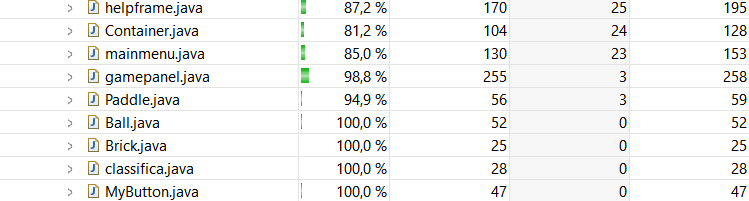 helpframe.java 87,2 % 170 25 195
Container.java 81,2 % 104 24 128
mainmenu.java 85,0 % 130 23 153
gamepanel.java 98,8 % 255 3 258
Paddle.java 94,9 % 56 3 59
Ball.java 100,0 % 52 0 52
Brick.java 100,0 % 25 0 25
classifica.java 100,0 % 28 0 28
MyButton.java 100,0 % 47 0 47